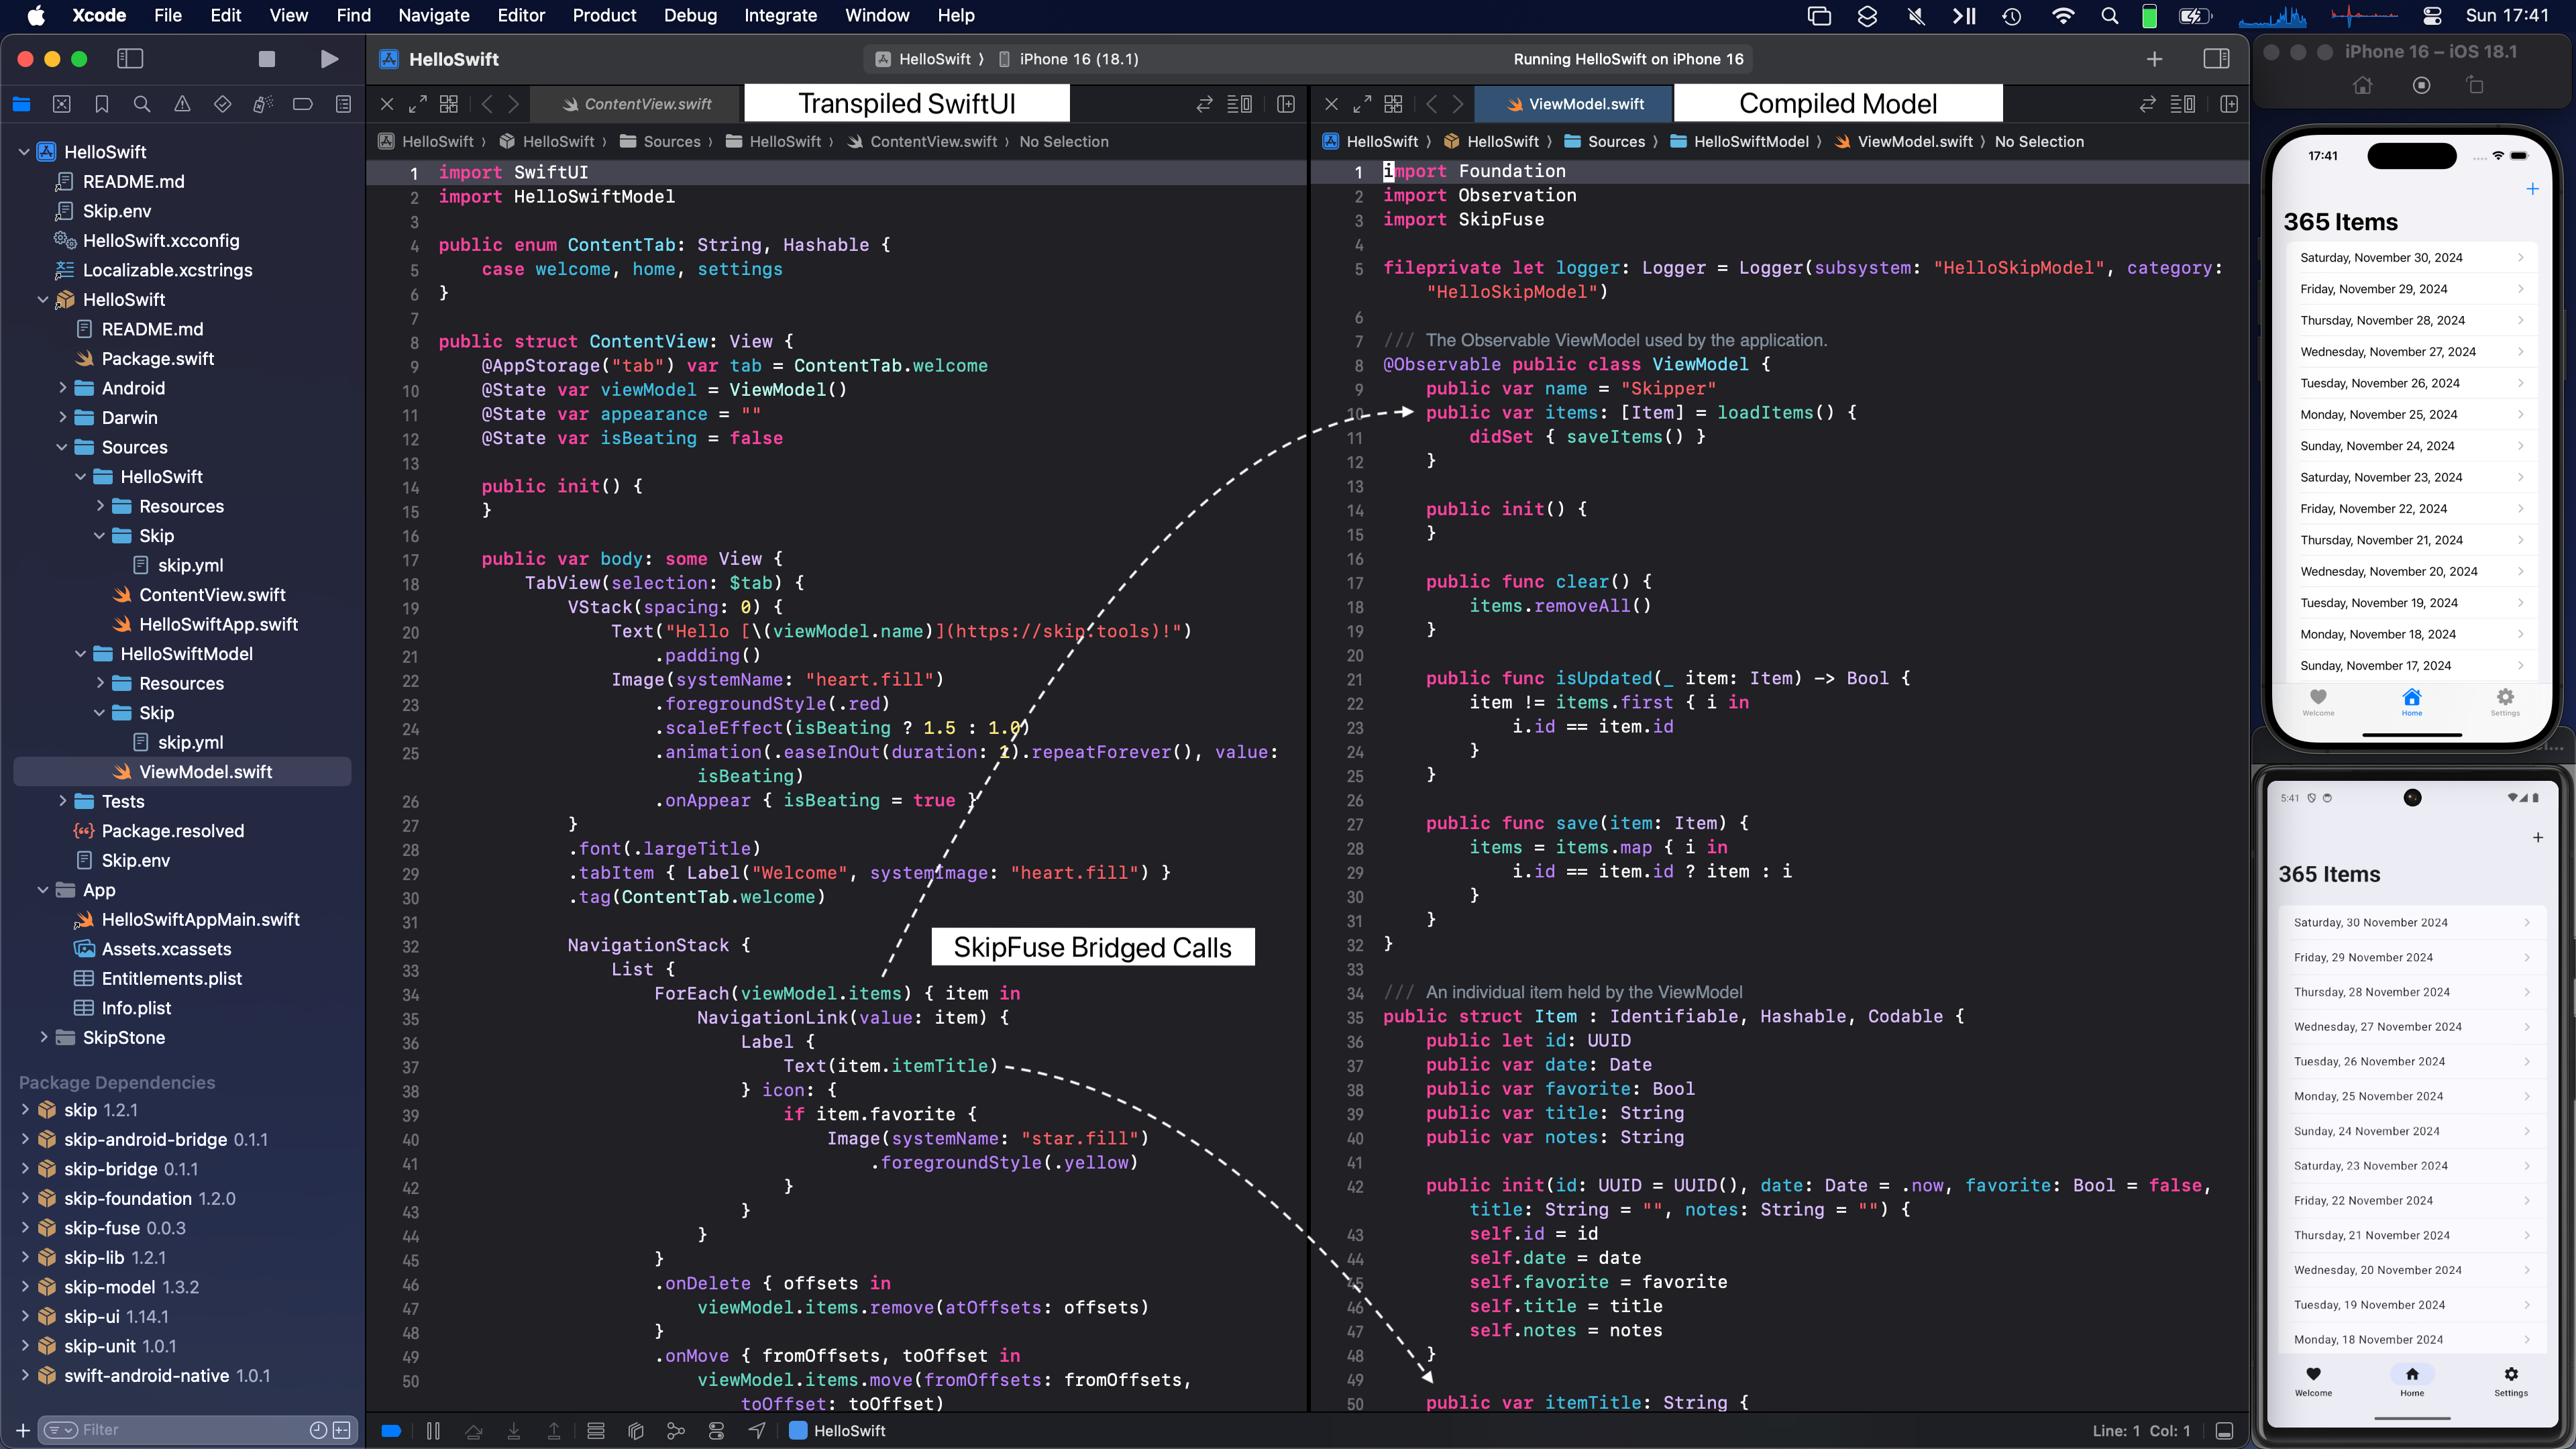 Xcode File Edit View Find Navigate Editor Product Debug Integrate Window Help
Sun 17:41
HelloSwift
HelloSwift 〉 iPhone 16 (18.1)
Running HelloSwift on iPhone 16
HelloSwift
README.md
Skip.env
HelloSwift.xcconfig
Localizable.xcstrings
HelloSwift
README.md
Package.swift
Android
Darwin
Sources
HelloSwift
Resources
Skip
skip.yml
ContentView.swift
HelloSwiftApp.swift
HelloSwiftModel
Resources
Skip
skip.yml
ViewModel.swift
Tests
Package.resolved
Skip.env
App
HelloSwiftAppMain.swift
Assets.xcassets
Entitlements.plist
Info.plist
SkipStone
Package Dependencies
skip 1.2.1
skip-android-bridge 0.1.1
skip-bridge 0.1.1
skip-foundation 1.2.0
skip-fuse 0.0.3
skip-lib 1.2.1
skip-model 1.3.2
skip-ui 1.14.1
skip-unit 1.0.1
swift-android-native 1.0.1
Filter
ContentView.swift
Transpiled SwiftUI
HelloSwift 〉 HelloSwift 〉 Sources 〉 HelloSwift 〉 ContentView.swift 〉 No Selection
1 import SwiftUI
2 import HelloSwiftModel
3
4 public enum ContentTab: String, Hashable {
5 case welcome, home, settings
6 }
7
8 public struct ContentView: View {
9 @AppStorage("tab") var tab = ContentTab.welcome
10 @State var viewModel = ViewModel()
11 @State var appearance = ""
12 @State var isBeating = false
13
14 public init() {
15 }
16
17 public var body: some View {
18 TabView(selection: $tab) {
19 VStack(spacing: 0) {
20 Text("Hello [\(viewModel.name)](https://skip.tools)!")
21 .padding()
22 Image(systemName: "heart.fill")
23 .foregroundStyle(.red)
24 .scaleEffect(isBeating ? 1.5 : 1.0)
25 .animation(.easeInOut(duration: 1).repeatForever(), value:
isBeating)
26 .onAppear { isBeating = true }
27 }
28 .font(.largeTitle)
29 .tabItem { Label("Welcome", systemImage: "heart.fill") }
30 .tag(ContentTab.welcome)
31
32 NavigationStack {
33 List {
34 ForEach(viewModel.items) { item in
35 NavigationLink(value: item) {
36 Label {
37 Text(item.itemTitle)
38 } icon: {
39 if item.favorite {
40 Image(systemName: "star.fill")
41 .foregroundStyle(.yellow)
42 }
43 }
44 }
45 }
46 .onDelete { offsets in
47 viewModel.items.remove(atOffsets: offsets)
48 }
49 .onMove { fromOffsets, toOffset in
50 viewModel.items.move(fromOffsets: fromOffsets,
toOffset: toOffset)
SkipFuse Bridged Calls
HelloSwift
ViewModel.swift
Compiled Model
HelloSwift 〉 HelloSwift 〉 Sources 〉 HelloSwiftModel 〉 ViewModel.swift 〉 No Selection
1 import Foundation
2 import Observation
3 import SkipFuse
4
5 fileprivate let logger: Logger = Logger(subsystem: "HelloSkipModel", category:
"HelloSkipModel")
6
7 /// The Observable ViewModel used by the application.
8 @Observable public class ViewModel {
9 public var name = "Skipper"
10 public var items: [Item] = loadItems() {
11 didSet { saveItems() }
12 }
13
14 public init() {
15 }
16
17 public func clear() {
18 items.removeAll()
19 }
20
21 public func isUpdated(_ item: Item) -> Bool {
22 item != items.first { i in
23 i.id == item.id
24 }
25 }
26
27 public func save(item: Item) {
28 items = items.map { i in
29 i.id == item.id ? item : i
30 }
31 }
32 }
33
34 /// An individual item held by the ViewModel
35 public struct Item : Identifiable, Hashable, Codable {
36 public let id: UUID
37 public var date: Date
38 public var favorite: Bool
39 public var title: String
40 public var notes: String
41
42 public init(id: UUID = UUID(), date: Date = .now, favorite: Bool = false,
title: String = "", notes: String = "") {
43 self.id = id
44 self.date = date
45 self.favorite = favorite
46 self.title = title
47 self.notes = notes
48 }
49
50 public var itemTitle: String {
Line: 1 Col: 1
iPhone 16 – iOS 18.1
17:41
365 Items
Saturday, November 30, 2024
Friday, November 29, 2024
Thursday, November 28, 2024
Wednesday, November 27, 2024
Tuesday, November 26, 2024
Monday, November 25, 2024
Sunday, November 24, 2024
Saturday, November 23, 2024
Friday, November 22, 2024
Thursday, November 21, 2024
Wednesday, November 20, 2024
Tuesday, November 19, 2024
Monday, November 18, 2024
Sunday, November 17, 2024
Welcome Home Settings
5:41
365 Items
Saturday, 30 November 2024
Friday, 29 November 2024
Thursday, 28 November 2024
Wednesday, 27 November 2024
Tuesday, 26 November 2024
Monday, 25 November 2024
Sunday, 24 November 2024
Saturday, 23 November 2024
Friday, 22 November 2024
Thursday, 21 November 2024
Wednesday, 20 November 2024
Tuesday, 19 November 2024
Monday, 18 November 2024
Welcome Home Settings